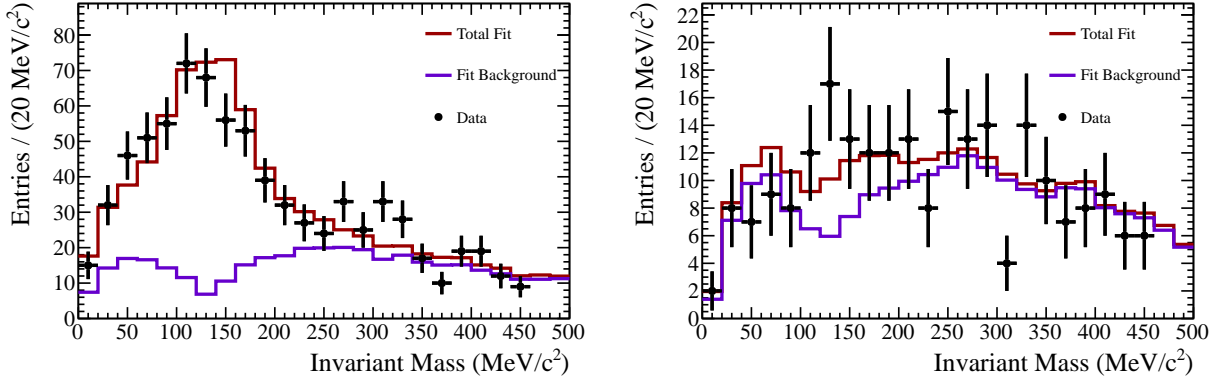 Entries / (20 MeV/c²)
80
70
60
50
40
30
20
10
0
Total Fit
Fit Background
Data
0 50 100 150 200 250 300 350 400 450 500
Invariant Mass (MeV/c²)
Entries / (20 MeV/c²)
22
20
18
16
14
12
10
8
6
4
2
0
Total Fit
Fit Background
Data
0 50 100 150 200 250 300 350 400 450 500
Invariant Mass (MeV/c²)